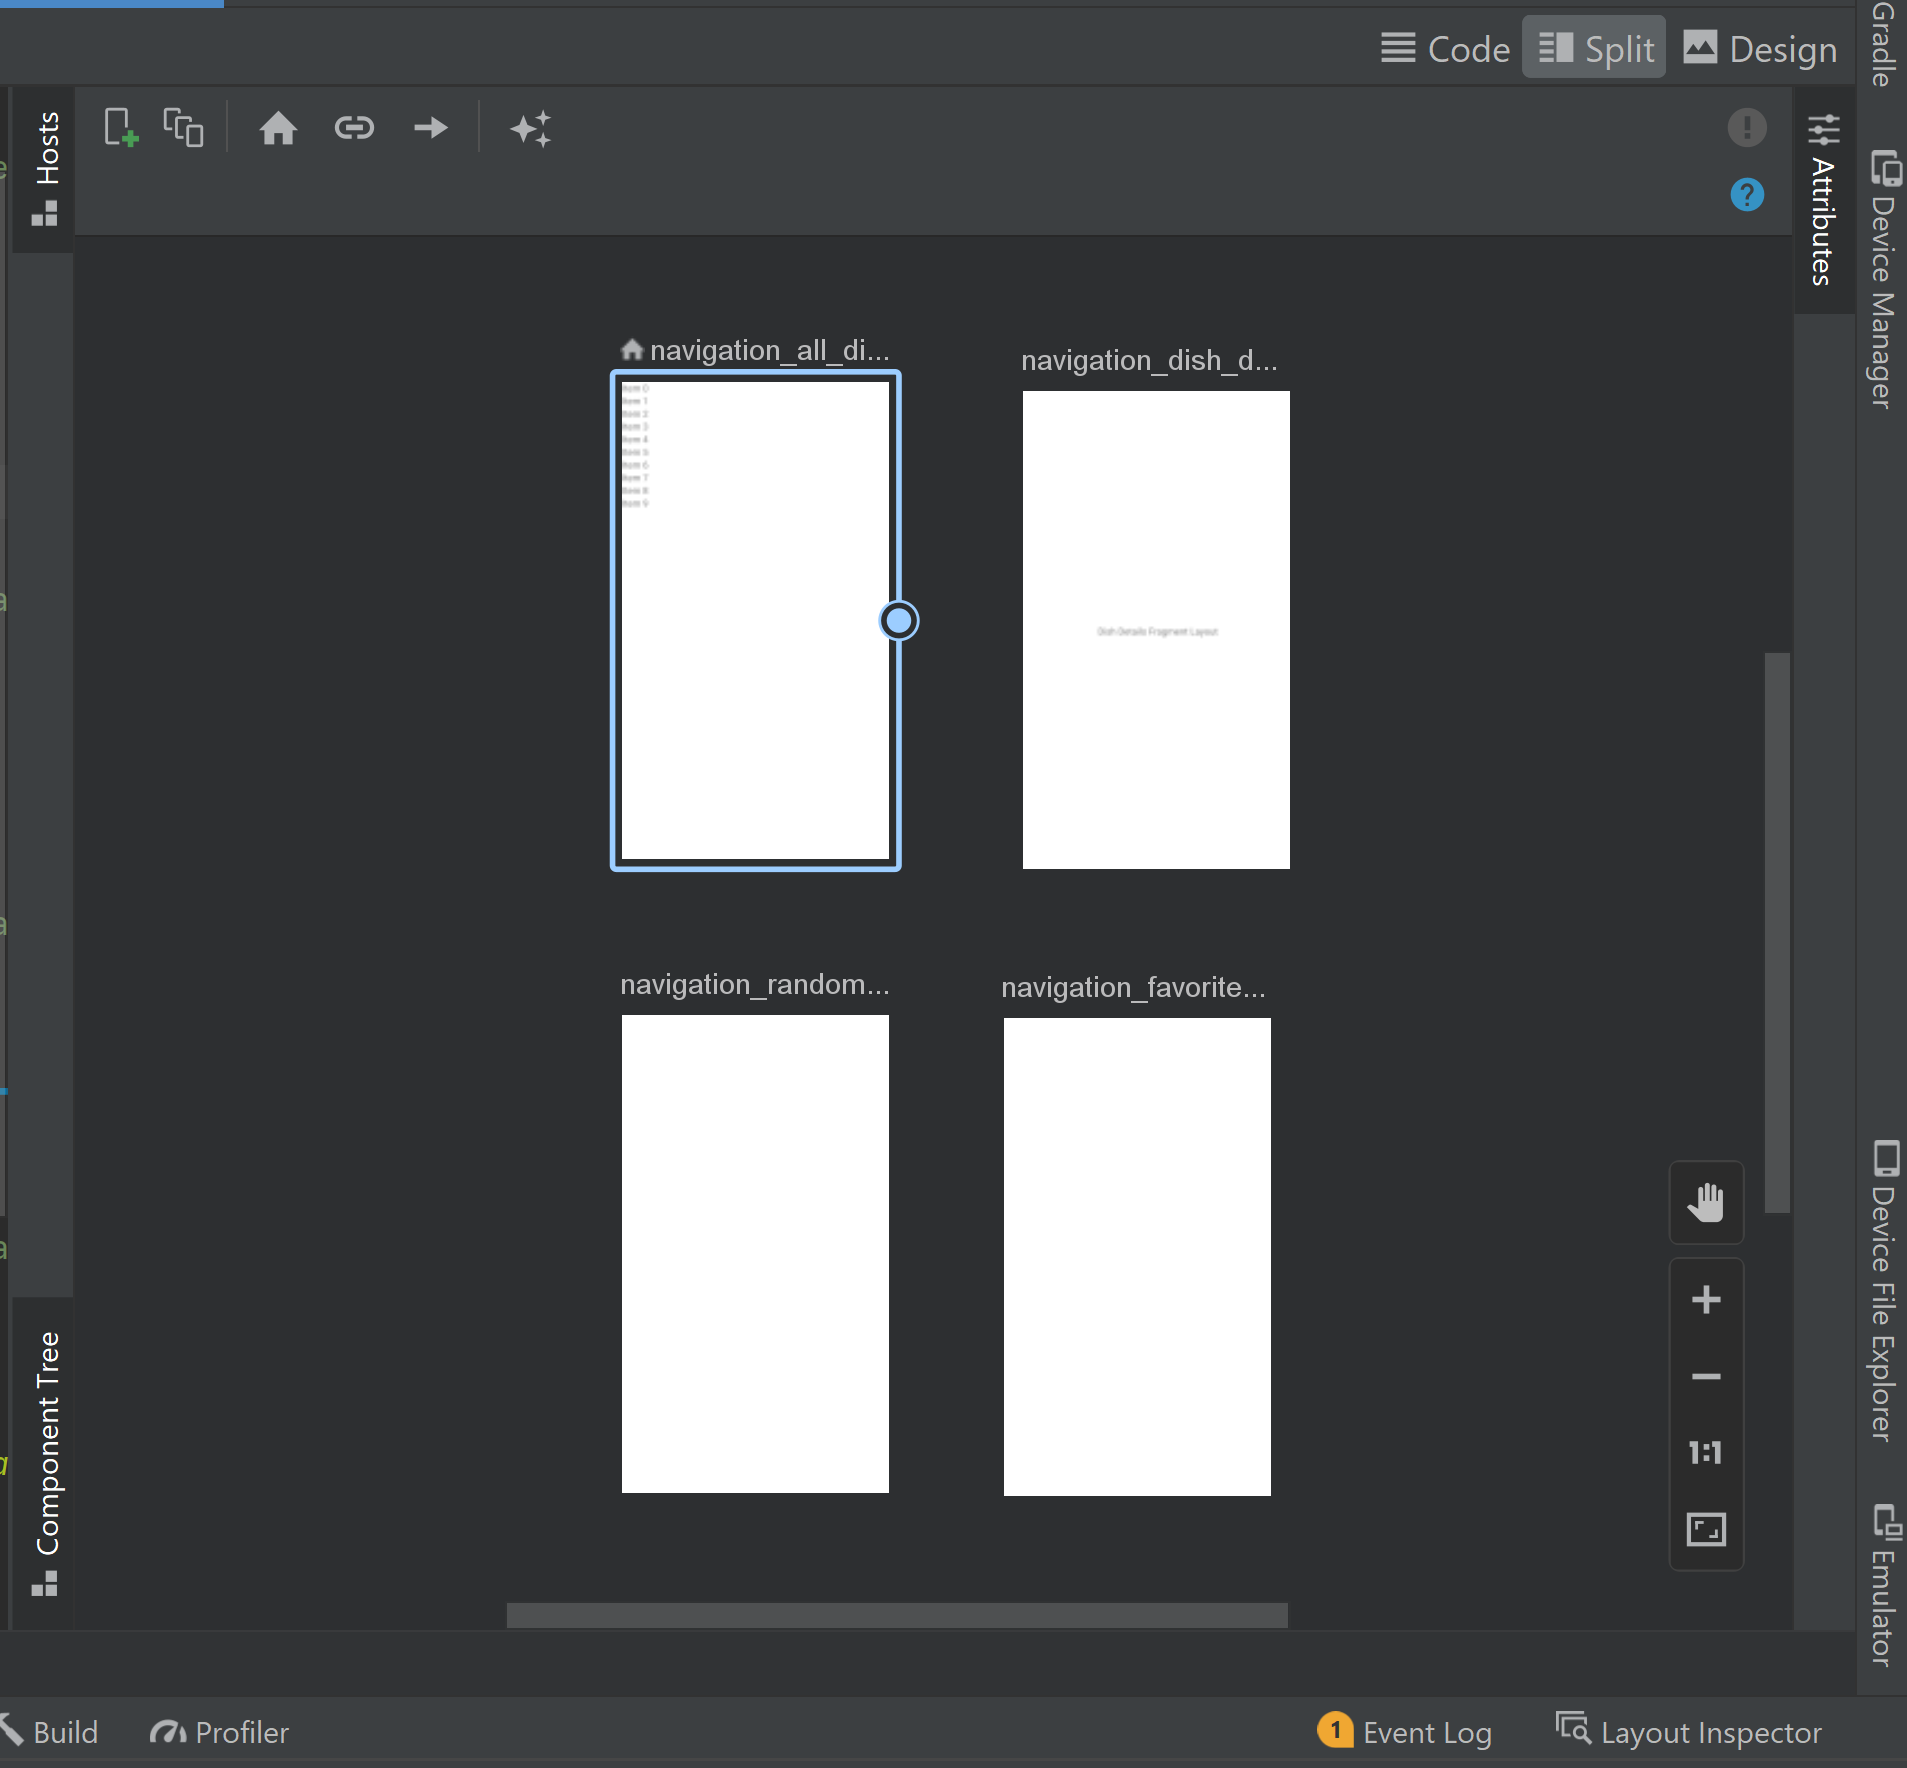 Code Split Design
Gradle
Hosts
Attributes
Device Manager
navigation_all_di...
navigation_dish_d...
Item 0
Item 1
Item 2
Item 3
Item 4
Item 5
Item 6
Item 7
Item 8
Item 9
Dish Details Fragment Layout
navigation_random...
navigation_favorite...
1:1
Component Tree
Device File Explorer
Emulator
Build
Profiler
1 Event Log
Layout Inspector